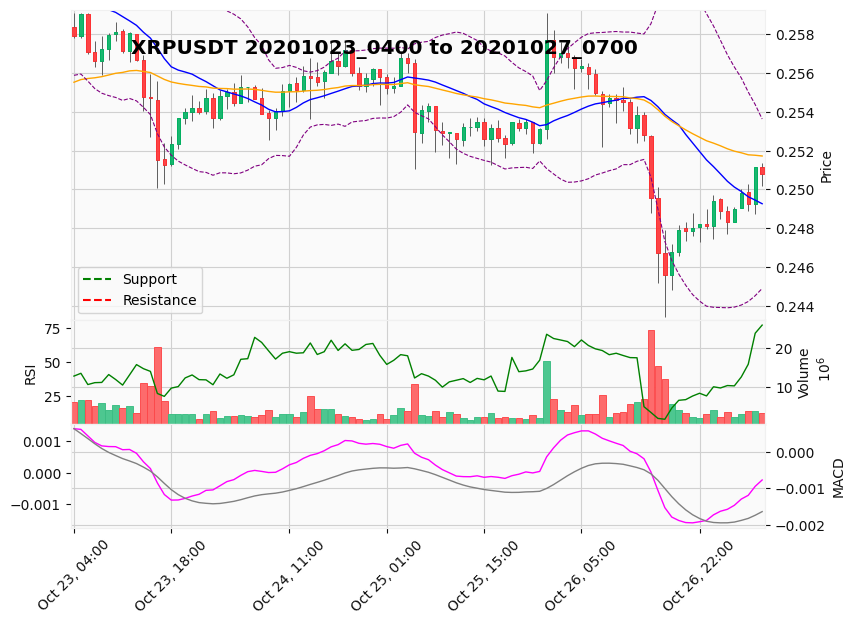 XRPUSDT 20201023_0400 to 20201027_0700
0.258
0.256
0.254
0.252
0.250
0.248
0.246
0.244
Price
Support
Resistance
75
50
25
RSI
20
10
Volume
10^6
0.001
0.000
−0.001
0.000
−0.001
−0.002
MACD
Oct 23, 04:00
Oct 23, 18:00
Oct 24, 11:00
Oct 25, 01:00
Oct 25, 15:00
Oct 26, 05:00
Oct 26, 22:00